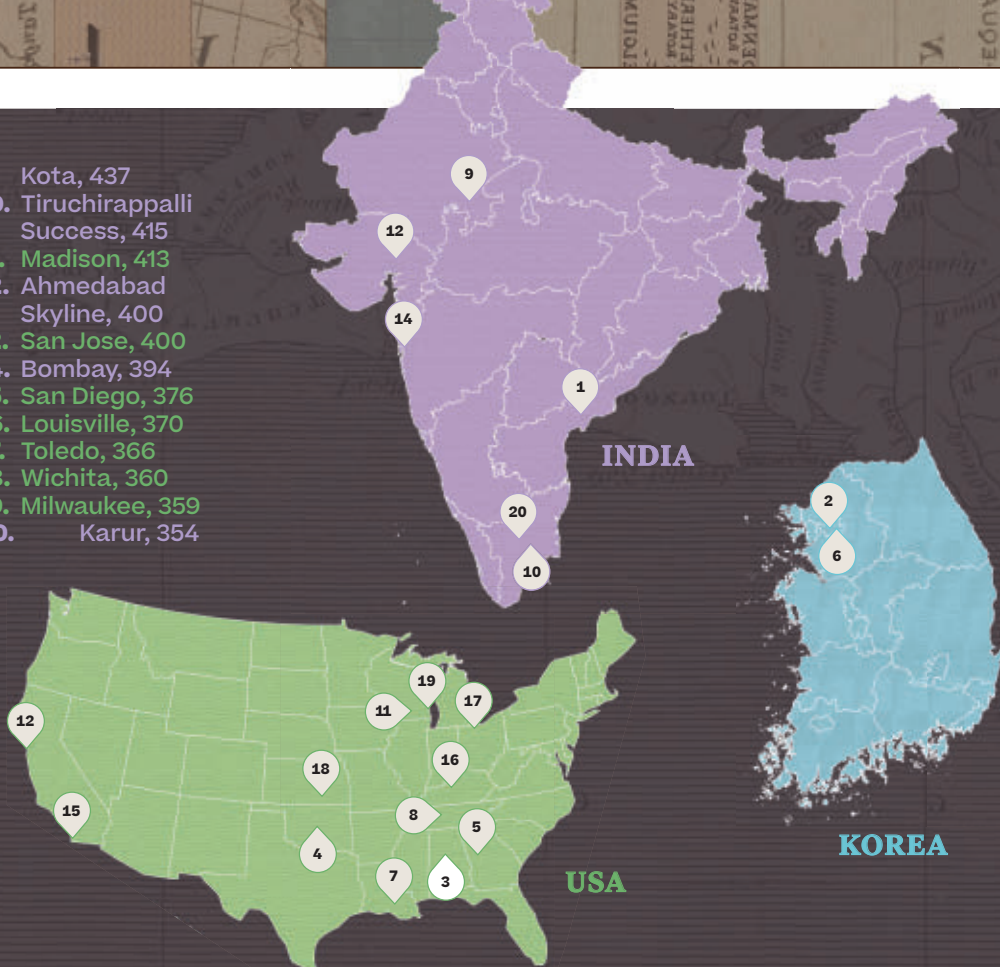 Kota, 437
Tiruchirappalli
Success, 415
Madison, 413
Ahmedabad
Skyline, 400
San Jose, 400
Bombay, 394
San Diego, 376
Louisville, 370
Toledo, 366
Wichita, 360
Milwaukee, 359
Karur, 354
9
12
14
1
INDIA
20
10
2
6
KOREA
19
11
17
12
16
18
15
8
5
4
7
3
USA